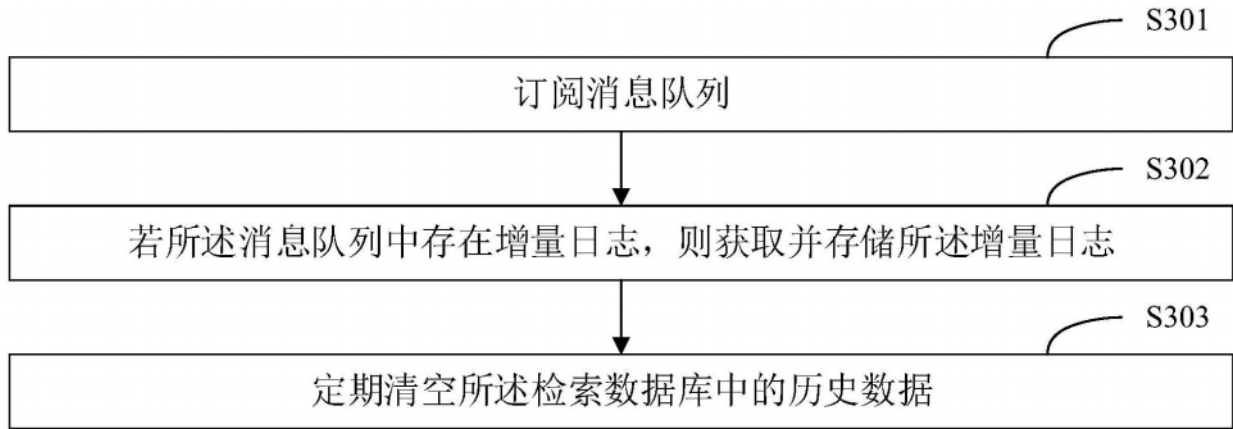 S301
订阅消息队列
S302
若所述消息队列中存在增量日志，则获取并存储所述增量日志
S303
定期清空所述检索数据库中的历史数据